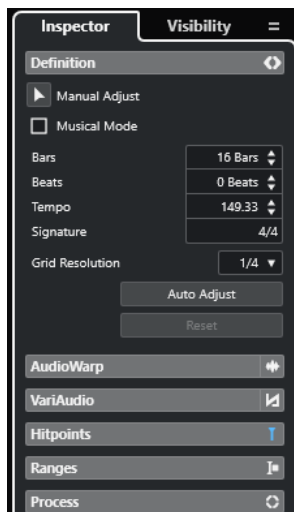 Inspector Visibility
Definition
Manual Adjust
Musical Mode
Bars 16 Bars
Beats 0 Beats
Tempo 149.33
Signature 4/4
Grid Resolution 1/4
Auto Adjust
Reset
AudioWarp
VariAudio
Hitpoints
Ranges
Process